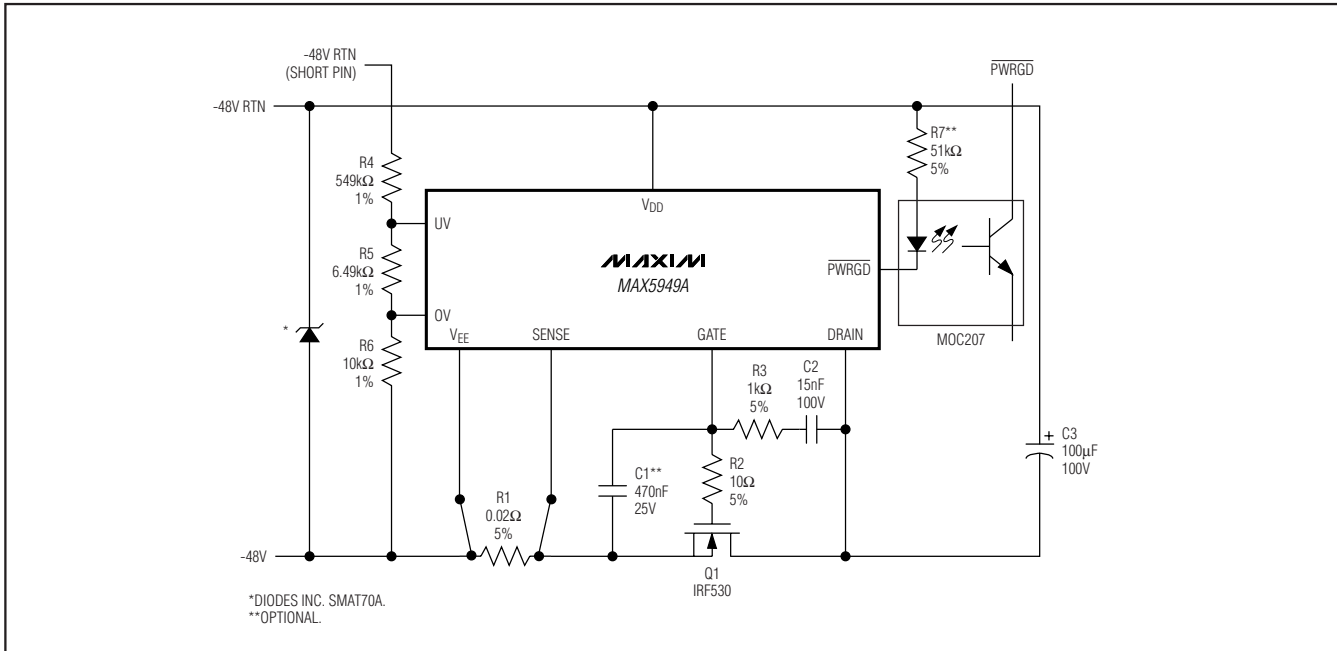 -48V RTN
(SHORT PIN)
P̅W̅R̅G̅D̅
-48V RTN
R7**
51kΩ
5%
R4
549kΩ
1%
VDD
UV
R5
6.49kΩ
1%
MAXIM
MAX5949A
P̅W̅R̅G̅D̅
OV
*
VEE
SENSE
GATE
DRAIN
MOC207
R6
10kΩ
1%
R3
1kΩ
5%
C2
15nF
100V
+
C3
100µF
100V
C1**
470nF
25V
R2
10Ω
5%
R1
0.02Ω
5%
-48V
Q1
IRF530
*DIODES INC. SMAT70A.
**OPTIONAL.